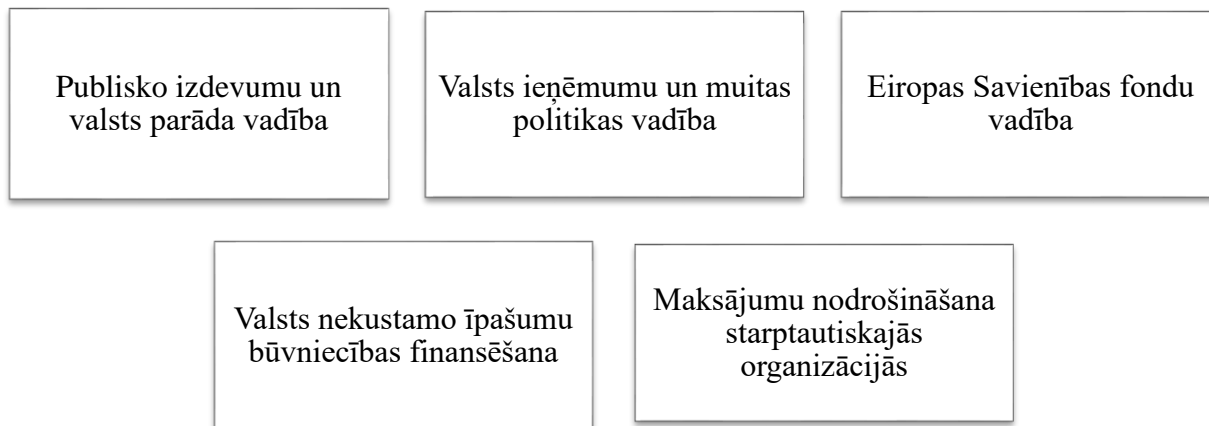 Publisko izdevumu un
valsts parāda vadība
Valsts ieņēmumu un muitas
politikas vadība
Eiropas Savienības fondu
vadība
Valsts nekustamo īpašumu
būvniecības finansēšana
Maksājumu nodrošināšana
starptautiskajās
organizācijās